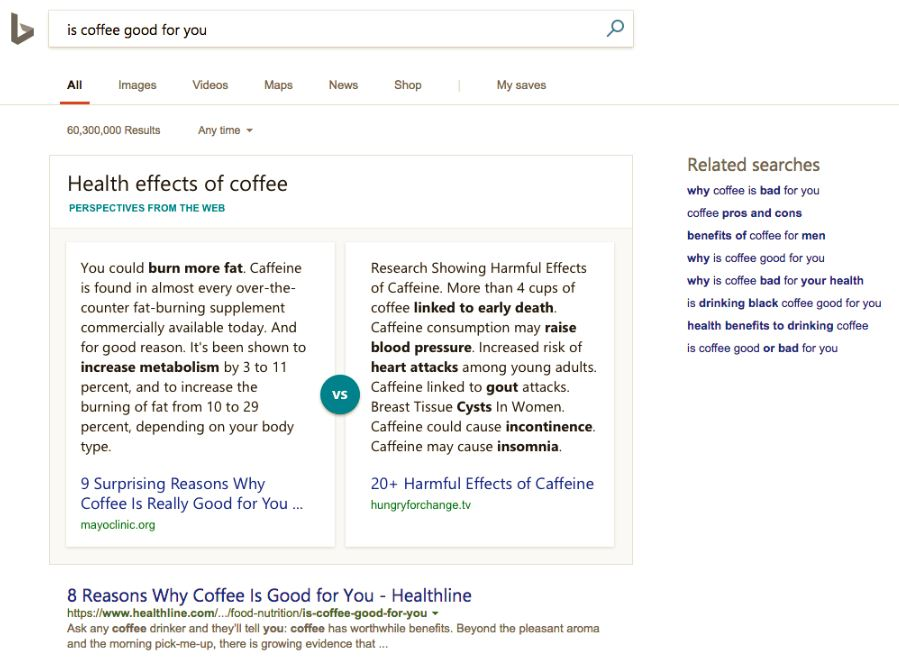 is coffee good for you
All Images Videos Maps News Shop | My saves
60,300,000 Results Any time
Health effects of coffee
PERSPECTIVES FROM THE WEB
You could burn more fat. Caffeine
is found in almost every over-the-
counter fat-burning supplement
commercially available today. And
for good reason. It's been shown to
increase metabolism by 3 to 11
percent, and to increase the
burning of fat from 10 to 29
percent, depending on your body
type.
9 Surprising Reasons Why
Coffee Is Really Good for You ...
mayoclinic.org
vs
Research Showing Harmful Effects
of Caffeine. More than 4 cups of
coffee linked to early death.
Caffeine consumption may raise
blood pressure. Increased risk of
heart attacks among young adults.
Caffeine linked to gout attacks.
Breast Tissue Cysts In Women.
Caffeine could cause incontinence.
Caffeine may cause insomnia.
20+ Harmful Effects of Caffeine
hungryforchange.tv
8 Reasons Why Coffee Is Good for You - Healthline
https://www.healthline.com/.../food-nutrition/is-coffee-good-for-you
Ask any coffee drinker and they'll tell you: coffee has worthwhile benefits. Beyond the pleasant aroma
and the morning pick-me-up, there is growing evidence that ...
Related searches
why coffee is bad for you
coffee pros and cons
benefits of coffee for men
why is coffee good for you
why is coffee bad for your health
is drinking black coffee good for you
health benefits to drinking coffee
is coffee good or bad for you